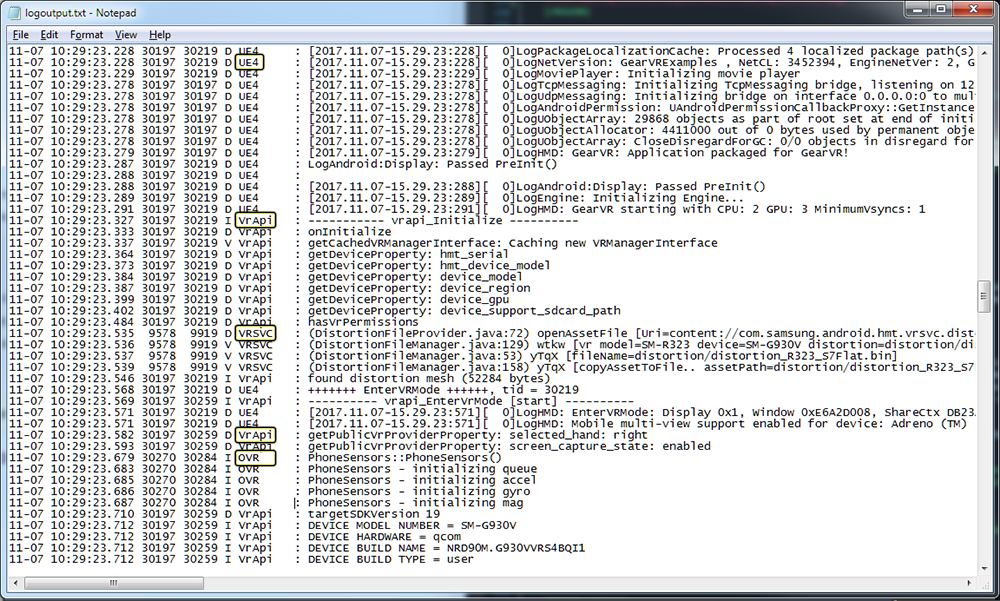 logoutput.txt - Notepad
File Edit Format View Help
11-07 10:29:23.228 30197 30219 D UE4 : [2017.11.07-15.29.23:228][ 0]LogPackageLocalizationCache: Processed 4 localized package path(s)
11-07 10:29:23.228 30197 30219 D UE4 : [2017.11.07-15.29.23:228][ 0]LogNetVersion: GearVRExamples , NetCL: 3452394, EngineNetVer: 2, G
11-07 10:29:23.229 30197 30219 D UE4 : [2017.11.07-15.29.23:229][ 0]LogMoviePlayer: Initializing movie player
11-07 10:29:23.278 30197 30219 D UE4 : [2017.11.07-15.29.23:278][ 0]LogTcpMessaging: Initializing TcpMessaging bridge, listening on 12
11-07 10:29:23.278 30197 30219 D UE4 : [2017.11.07-15.29.23:278][ 0]LogUdpMessaging: Initializing bridge on interface 0.0.0.0:0 to mul
11-07 10:29:23.278 30197 30219 D UE4 : [2017.11.07-15.29.23:278][ 0]LogAndroidPermission: UAndroidPermissionCallbackProxy::GetInstance
11-07 10:29:23.278 30197 30219 D UE4 : [2017.11.07-15.29.23:278][ 0]LogUObjectArray: 29868 objects as part of root set at end of initi
11-07 10:29:23.278 30197 30219 D UE4 : [2017.11.07-15.29.23:278][ 0]LogUObjectAllocator: 4411000 out of 0 bytes used by permanent obje
11-07 10:29:23.278 30197 30197 D UE4 : [2017.11.07-15.29.23:278][ 0]LogUObjectArray: CloseDisregardForGC: 0/0 objects in disregard for
11-07 10:29:23.279 30197 30197 D UE4 : [2017.11.07-15.29.23:279][ 0]LogHMD: GearVR: Application packaged for GearVR!
11-07 10:29:23.287 30197 30219 D UE4 : LogAndroid:Display: Passed PreInit()
11-07 10:29:23.288 30197 30219 D UE4 :
11-07 10:29:23.288 30197 30219 D UE4 : [2017.11.07-15.29.23:288][ 0]LogAndroid:Display: Passed PreInit()
11-07 10:29:23.289 30197 30219 D UE4 : [2017.11.07-15.29.23:289][ 0]LogEngine: Initializing Engine...
11-07 10:29:23.291 30197 30219 D UE4 : [2017.11.07-15.29.23:291][ 0]LogHMD: GearVR starting with CPU: 2 GPU: 3 MinimumVsyncs: 1
11-07 10:29:23.327 30197 30219 I VrApi : ----------- vrapi_Initialize ----------
11-07 10:29:23.333 30197 30219 D VrApi : onInitialize
11-07 10:29:23.337 30197 30219 V VrApi : getCachedVRManagerInterface: Caching new VRManagerInterface
11-07 10:29:23.364 30197 30219 D VrApi : getDeviceProperty: hmt_serial
11-07 10:29:23.373 30197 30219 D VrApi : getDeviceProperty: hmt_device_model
11-07 10:29:23.384 30197 30219 D VrApi : getDeviceProperty: device_model
11-07 10:29:23.387 30197 30219 D VrApi : getDeviceProperty: device_region
11-07 10:29:23.399 30197 30219 D VrApi : getDeviceProperty: device_gpu
11-07 10:29:23.402 30197 30219 D VrApi : getDeviceProperty: device_support_sdcard_path
11-07 10:29:23.484 30197 30219 D VrApi : hasVrPermissions
11-07 10:29:23.535 9578 9919 D VRSVC : (DistortionFileProvider.java:72) openAssetFile [Uri=content://com.samsung.android.hmt.vrsvc.dist
11-07 10:29:23.536 9578 9919 V VRSVC : (DistortionFileManager.java:129) wtkw [vr model=SM-R323 device=SM-G930V distortion=distortion/di
11-07 10:29:23.537 9578 9919 V VRSVC : (DistortionFileManager.java:53) yTqX [fileName=distortion/distortion_R323_S7Flat.bin]
11-07 10:29:23.539 9578 9919 V VRSVC : (DistortionFileManager.java:158) yTqX [copyAssetToFile.. assetPath=distortion/distortion_R323_S7
11-07 10:29:23.546 30197 30219 I VrApi : found distortion mesh (52284 bytes)
11-07 10:29:23.568 30197 30219 D UE4 : +++++++ EnterVRMode ++++++, tid = 30219
11-07 10:29:23.569 30197 30259 I VrApi : ---------- vrapi_EnterVrMode [start] ----------
11-07 10:29:23.571 30197 30219 D UE4 : [2017.11.07-15.29.23:571][ 0]LogHMD: EnterVRMode: Display 0x1, Window 0xE6A2D008, ShareCtx DB23
11-07 10:29:23.571 30197 30219 D UE4 : [2017.11.07-15.29.23:571][ 0]LogHMD: Mobile multi-view support enabled for device: Adreno (TM)
11-07 10:29:23.582 30197 30259 D VrApi : getPublicVrProviderProperty: selected_hand: right
11-07 10:29:23.593 30197 30259 D VrApi : getPublicVrProviderProperty: screen_capture_state: enabled
11-07 10:29:23.679 30270 30284 I OVR : PhoneSensors::PhoneSensors()
11-07 10:29:23.683 30270 30284 I OVR : PhoneSensors - initializing queue
11-07 10:29:23.685 30270 30284 I OVR : PhoneSensors - initializing accel
11-07 10:29:23.686 30270 30284 I OVR : PhoneSensors - initializing gyro
11-07 10:29:23.687 30270 30284 I OVR : PhoneSensors - initializing mag
11-07 10:29:23.710 30197 30259 D VrApi : targetSDKVersion 19
11-07 10:29:23.712 30197 30259 I VrApi : DEVICE MODEL NUMBER = SM-G930V
11-07 10:29:23.712 30197 30259 I VrApi : DEVICE HARDWARE = qcom
11-07 10:29:23.712 30197 30259 I VrApi : DEVICE BUILD NAME = NRD90M.G930VVRS4BQI1
11-07 10:29:23.712 30197 30259 I VrApi : DEVICE BUILD TYPE = user